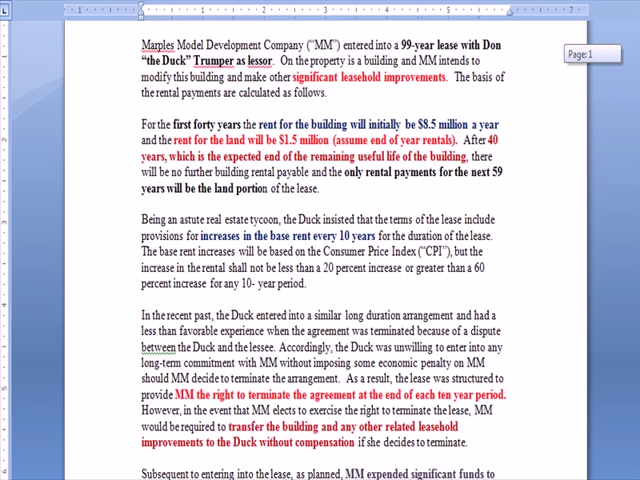 Page: 1
Marples Model Development Company ("MM") entered into a 99-year lease with Don
"the Duck" Trumper as lessor. On the property is a building and MM intends to
modify this building and make other significant leasehold improvements. The basis of
the rental payments are calculated as follows.
For the first forty years the rent for the building will initially be $8.5 million a year
and the rent for the land will be $1.5 million (assume end of year rentals). After 40
years, which is the expected end of the remaining useful life of the building, there
will be no further building rental payable and the only rental payments for the next 59
years will be the land portion of the lease.
Being an astute real estate tycoon, the Duck insisted that the terms of the lease include
provisions for increases in the base rent every 10 years for the duration of the lease.
The base rent increases will be based on the Consumer Price Index ("CPI"), but the
increase in the rental shall not be less than a 20 percent increase or greater than a 60
percent increase for any 10- year period.
In the recent past, the Duck entered into a similar long duration arrangement and had a
less than favorable experience when the agreement was terminated because of a dispute
between the Duck and the lessee. Accordingly, the Duck was unwilling to enter into any
long-term commitment with MM without imposing some economic penalty on MM
should MM decide to terminate the arrangement. As a result, the lease was structured to
provide MM the right to terminate the agreement at the end of each ten year period.
However, in the event that MM elects to exercise the right to terminate the lease, MM
would be required to transfer the building and any other related leasehold
improvements to the Duck without compensation if she decides to terminate.
Subsequent to entering into the lease, as planned, MM expended significant funds to